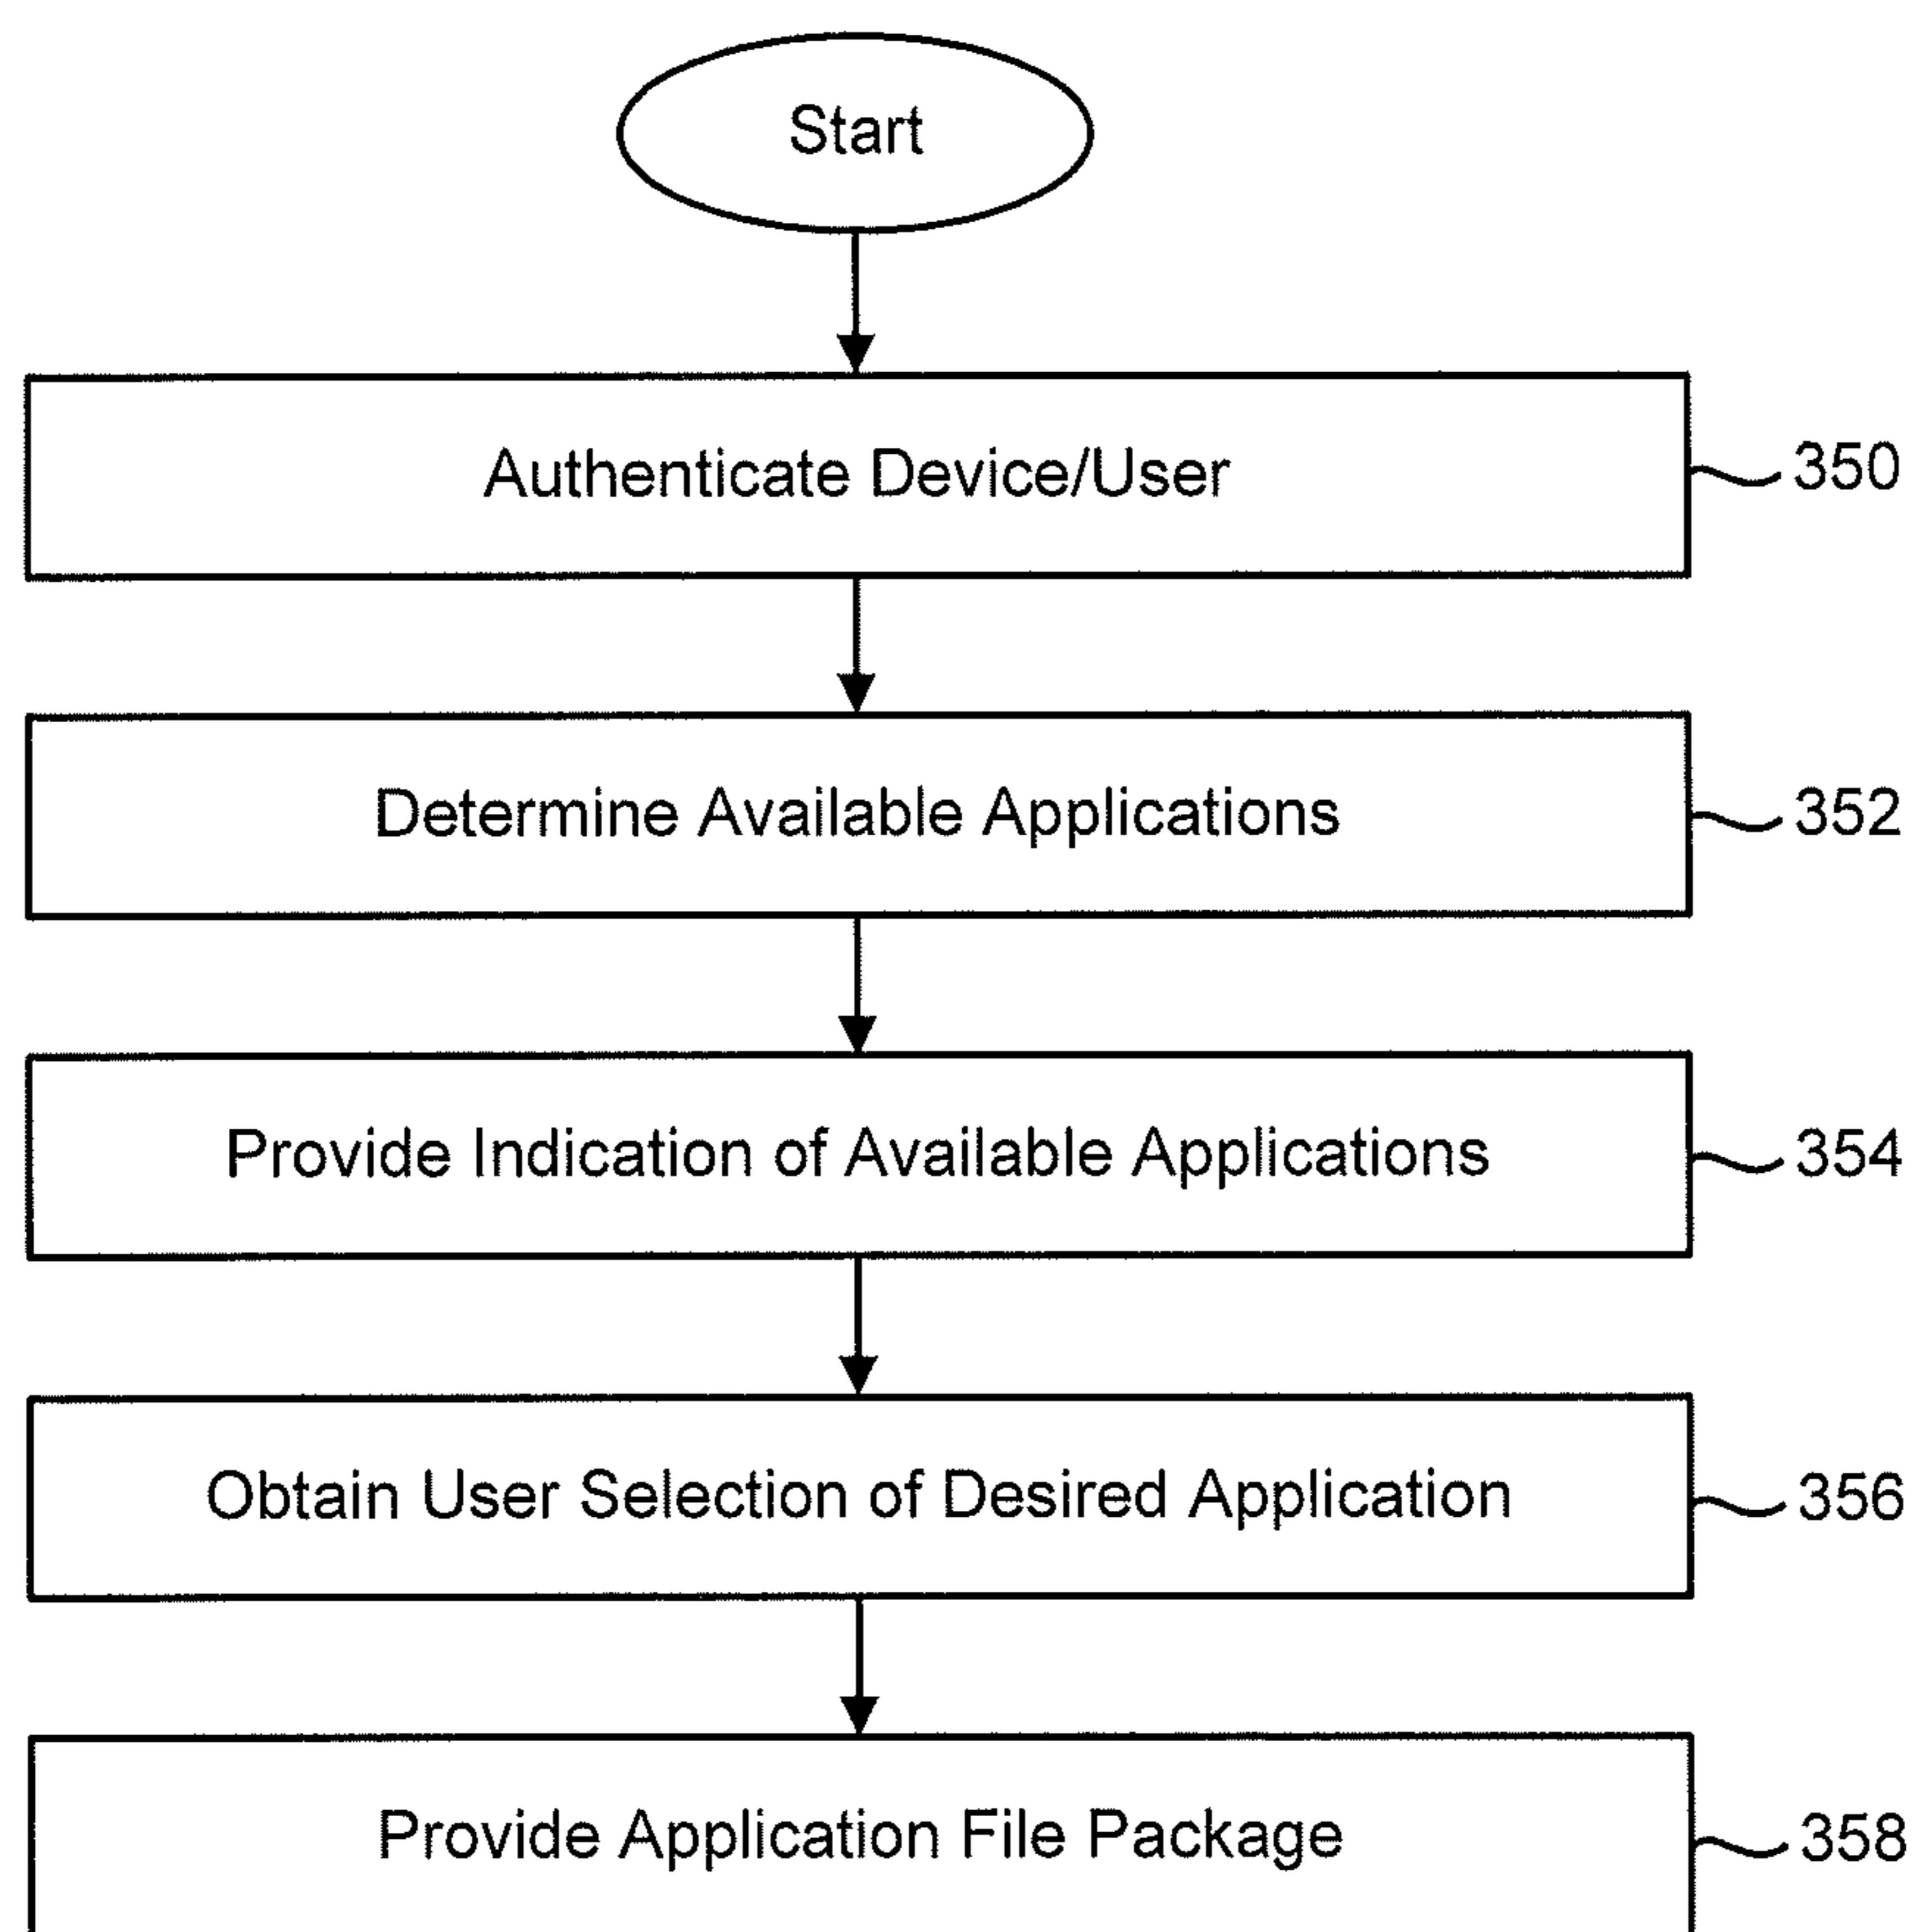 Start
Authenticate Device/User
350
Determine Available Applications
352
Provide Indication of Available Applications
354
Obtain User Selection of Desired Application
356
Provide Application File Package
358